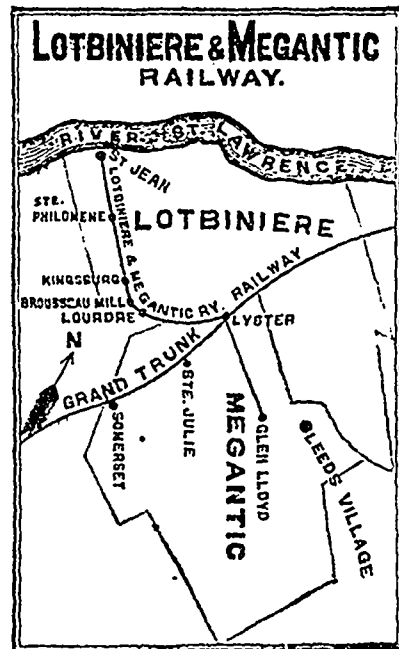 LOTBINIERE & MEGANTIC
RAILWAY.
RIVER ST. LAWRENCE
ST JEAN
STE.
PHILOMENE
LOTBINIERE
LOTBINIERE & MEGANTIC RY.
KINGSBURG
BROUSSEAU MILL
LOURDRE
LYSTER
N
GRAND TRUNK RAILWAY
SOMERSET
STE. JULIE
MEGANTIC
GLEN LLOYD
LEEDS VILLAGE